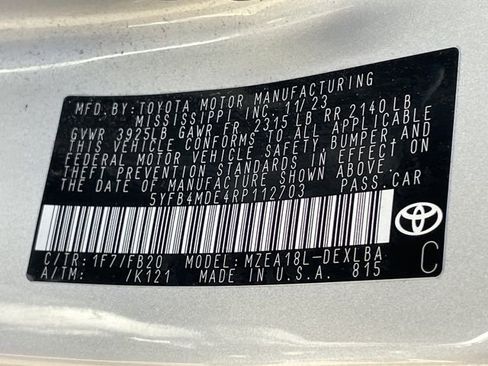 MFD.BY:TOYOTA MOTOR MANUFACTURING
MISSISSIPPI, INC. 11/23
GVWR 3925LB GAWR FR 2315 LB RR 2140LB
THIS VEHICLE CONFORMS TO ALL APPLICABLE
FEDERAL MOTOR VEHICLE SAFETY, BUMPER, AND
THEFT PREVENTION STANDARDS IN EFFECT ON
THE DATE OF MANUFACTURE SHOWN ABOVE.
5YFB4MDE4RP112703 PASS.CAR
C/TR: 1F7/FB20 MODEL: MZEA18L-DEXLBA
A/TM: /K121 MADE IN U.S.A. 815
C